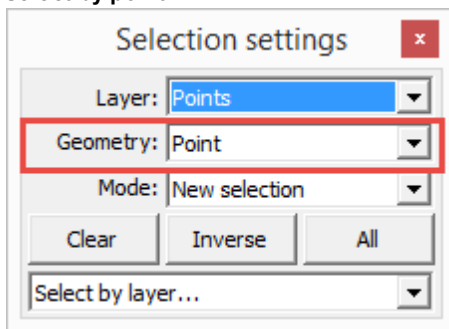 Selection settings
x
Layer: Points
Geometry: Point
Mode: New selection
Clear Inverse All
Select by layer...